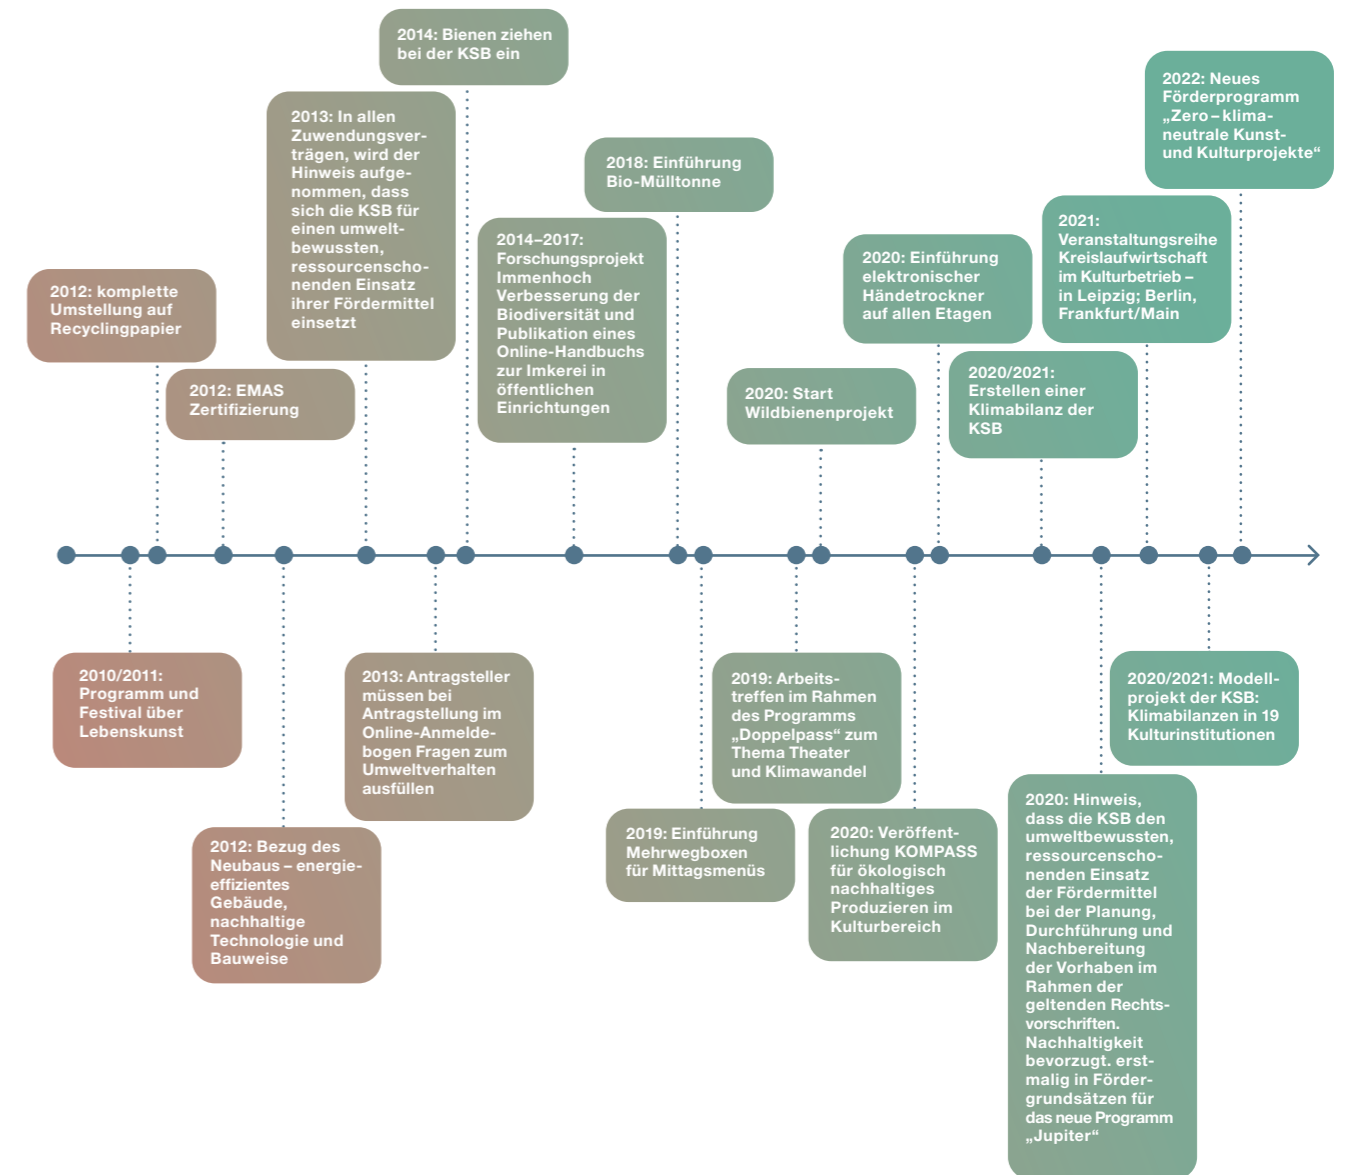 2014: Bienen ziehen
bei der KSB ein
2022: Neues
Förderprogramm
„Zero – klima-
neutrale Kunst-
und Kulturprojekte“
2013: In allen
Zuwendungsver-
trägen, wird der
Hinweis aufge-
nommen, dass
sich die KSB für
einen umwelt-
bewussten,
ressourcenscho-
nenden Einsatz
ihrer Fördermittel
einsetzt
2018: Einführung
Bio-Mülltonne
2014–2017:
Forschungsprojekt
Immenhoch
Verbesserung der
Biodiversität und
Publikation eines
Online-Handbuchs
zur Imkerei in
öffentlichen
Einrichtungen
2021:
Veranstaltungsreihe
Kreislaufwirtschaft
im Kulturbetrieb –
in Leipzig; Berlin,
Frankfurt/Main
2020: Einführung
elektronischer
Händetrockner
auf allen Etagen
2012: komplette
Umstellung auf
Recyclingpapier
2012: EMAS
Zertifizierung
2020: Start
Wildbienenprojekt
2020/2021:
Erstellen einer
Klimabilanz der
KSB
2010/2011:
Programm und
Festival über
Lebenskunst
2013: Antragsteller
müssen bei
Antragstellung im
Online-Anmelde-
bogen Fragen zum
Umweltverhalten
ausfüllen
2019: Arbeits-
treffen im Rahmen
des Programms
„Doppelpass“ zum
Thema Theater
und Klimawandel
2020/2021: Modell-
projekt der KSB:
Klimabilanzen in 19
Kulturinstitutionen
2012: Bezug des
Neubaus – energie-
effizientes
Gebäude,
nachhaltige
Technologie und
Bauweise
2019: Einführung
Mehrwegboxen
für Mittagsmenüs
2020: Veröffent-
lichung KOMPASS
für ökologisch
nachhaltiges
Produzieren im
Kulturbereich
2020: Hinweis,
dass die KSB den
umweltbewussten,
ressourcenscho-
nenden Einsatz
der Fördermittel
bei der Planung,
Durchführung und
Nachbereitung
der Vorhaben im
Rahmen der
geltenden Rechts-
vorschriften.
Nachhaltigkeit
bevorzugt. erst-
malig in Förder-
grundsätzen für
das neue Programm
„Jupiter“